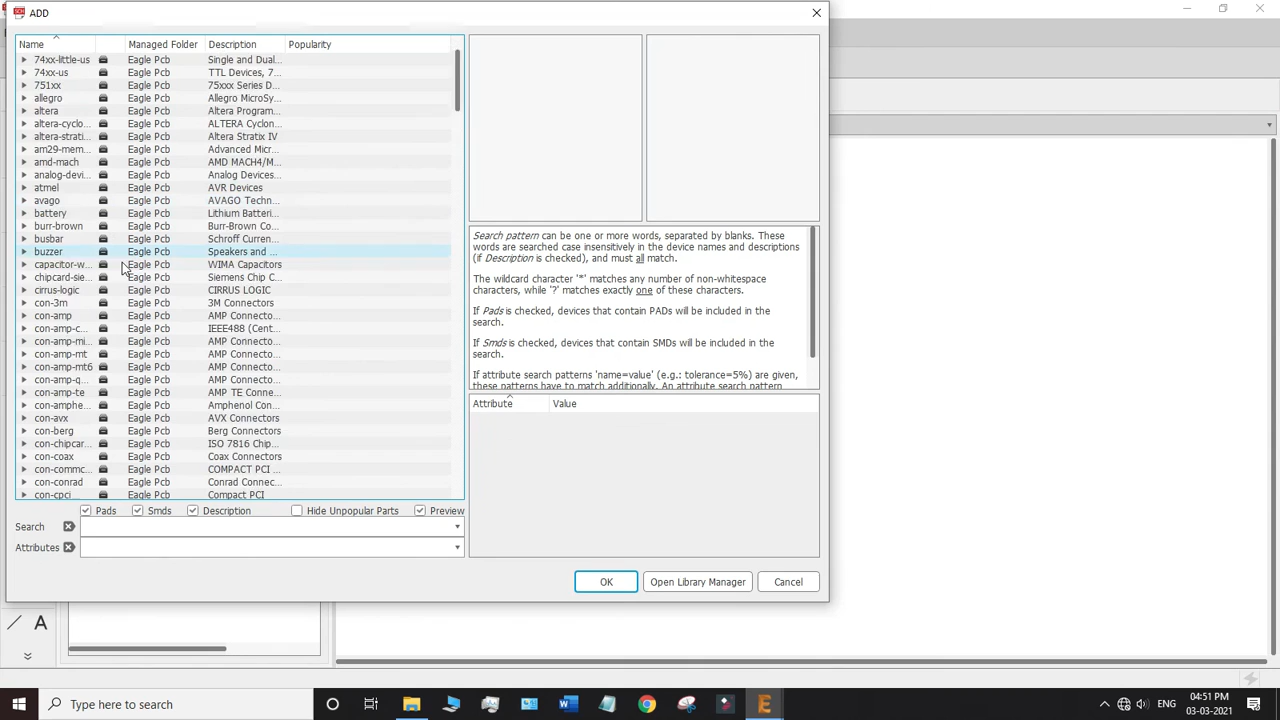 ADD
Name Managed Folder Description Popularity
74xx-little-us Eagle Pcb Single and Dual...
74xx-us Eagle Pcb TTL Devices, 7...
751xx Eagle Pcb 75xxx Series D...
allegro Eagle Pcb Allegro MicroSy...
altera Eagle Pcb Altera Program...
altera-cyclo... Eagle Pcb ALTERA Cyclon...
altera-strati... Eagle Pcb Altera Stratix IV
am29-mem... Eagle Pcb Advanced Micr...
amd-mach Eagle Pcb AMD MACH4/M...
analog-devi... Eagle Pcb Analog Devices...
atmel Eagle Pcb AVR Devices
avago Eagle Pcb AVAGO Techn...
battery Eagle Pcb Lithium Batteri...
burr-brown Eagle Pcb Burr-Brown Co...
busbar Eagle Pcb Schroff Curren...
buzzer Eagle Pcb Speakers and ...
capacitor-w... Eagle Pcb WIMA Capacitors
chipcard-sie... Eagle Pcb Siemens Chip C...
cirrus-logic Eagle Pcb CIRRUS LOGIC
con-3m Eagle Pcb 3M Connectors
con-amp Eagle Pcb AMP Connectors
con-amp-c... Eagle Pcb IEEE488 (Cent...
con-amp-mi... Eagle Pcb AMP Connecto...
con-amp-mt Eagle Pcb AMP Connecto...
con-amp-mt6 Eagle Pcb AMP Connecto...
con-amp-q... Eagle Pcb AMP Connecto...
con-amp-te Eagle Pcb AMP TE Conne...
con-amphe... Eagle Pcb Amphenol Con...
con-avx Eagle Pcb AVX Connectors
con-berg Eagle Pcb Berg Connectors
con-chipcar... Eagle Pcb ISO 7816 Chip...
con-coax Eagle Pcb Coax Connectors
con-commc... Eagle Pcb COMPACT PCI ...
con-conrad Eagle Pcb Conrad Connec...
con-cpci Eagle Pcb Compact PCI
Pads Smds Description Hide Unpopular Parts Preview
Search
Attributes
Search pattern can be one or more words, separated by blanks. These
words are searched case insensitively in the device names and descriptions
(if Description is checked), and must all match.
The wildcard character '*' matches any number of non-whitespace
characters, while '?' matches exactly one of these characters.
If Pads is checked, devices that contain PADs will be included in the
search.
If Smds is checked, devices that contain SMDs will be included in the
search.
If attribute search patterns 'name=value' (e.g.: tolerance=5%) are given,
these patterns have to match additionally. An attribute search pattern
Attribute Value
OK Open Library Manager Cancel
A
Type here to search
ENG
04:51 PM
03-03-2021